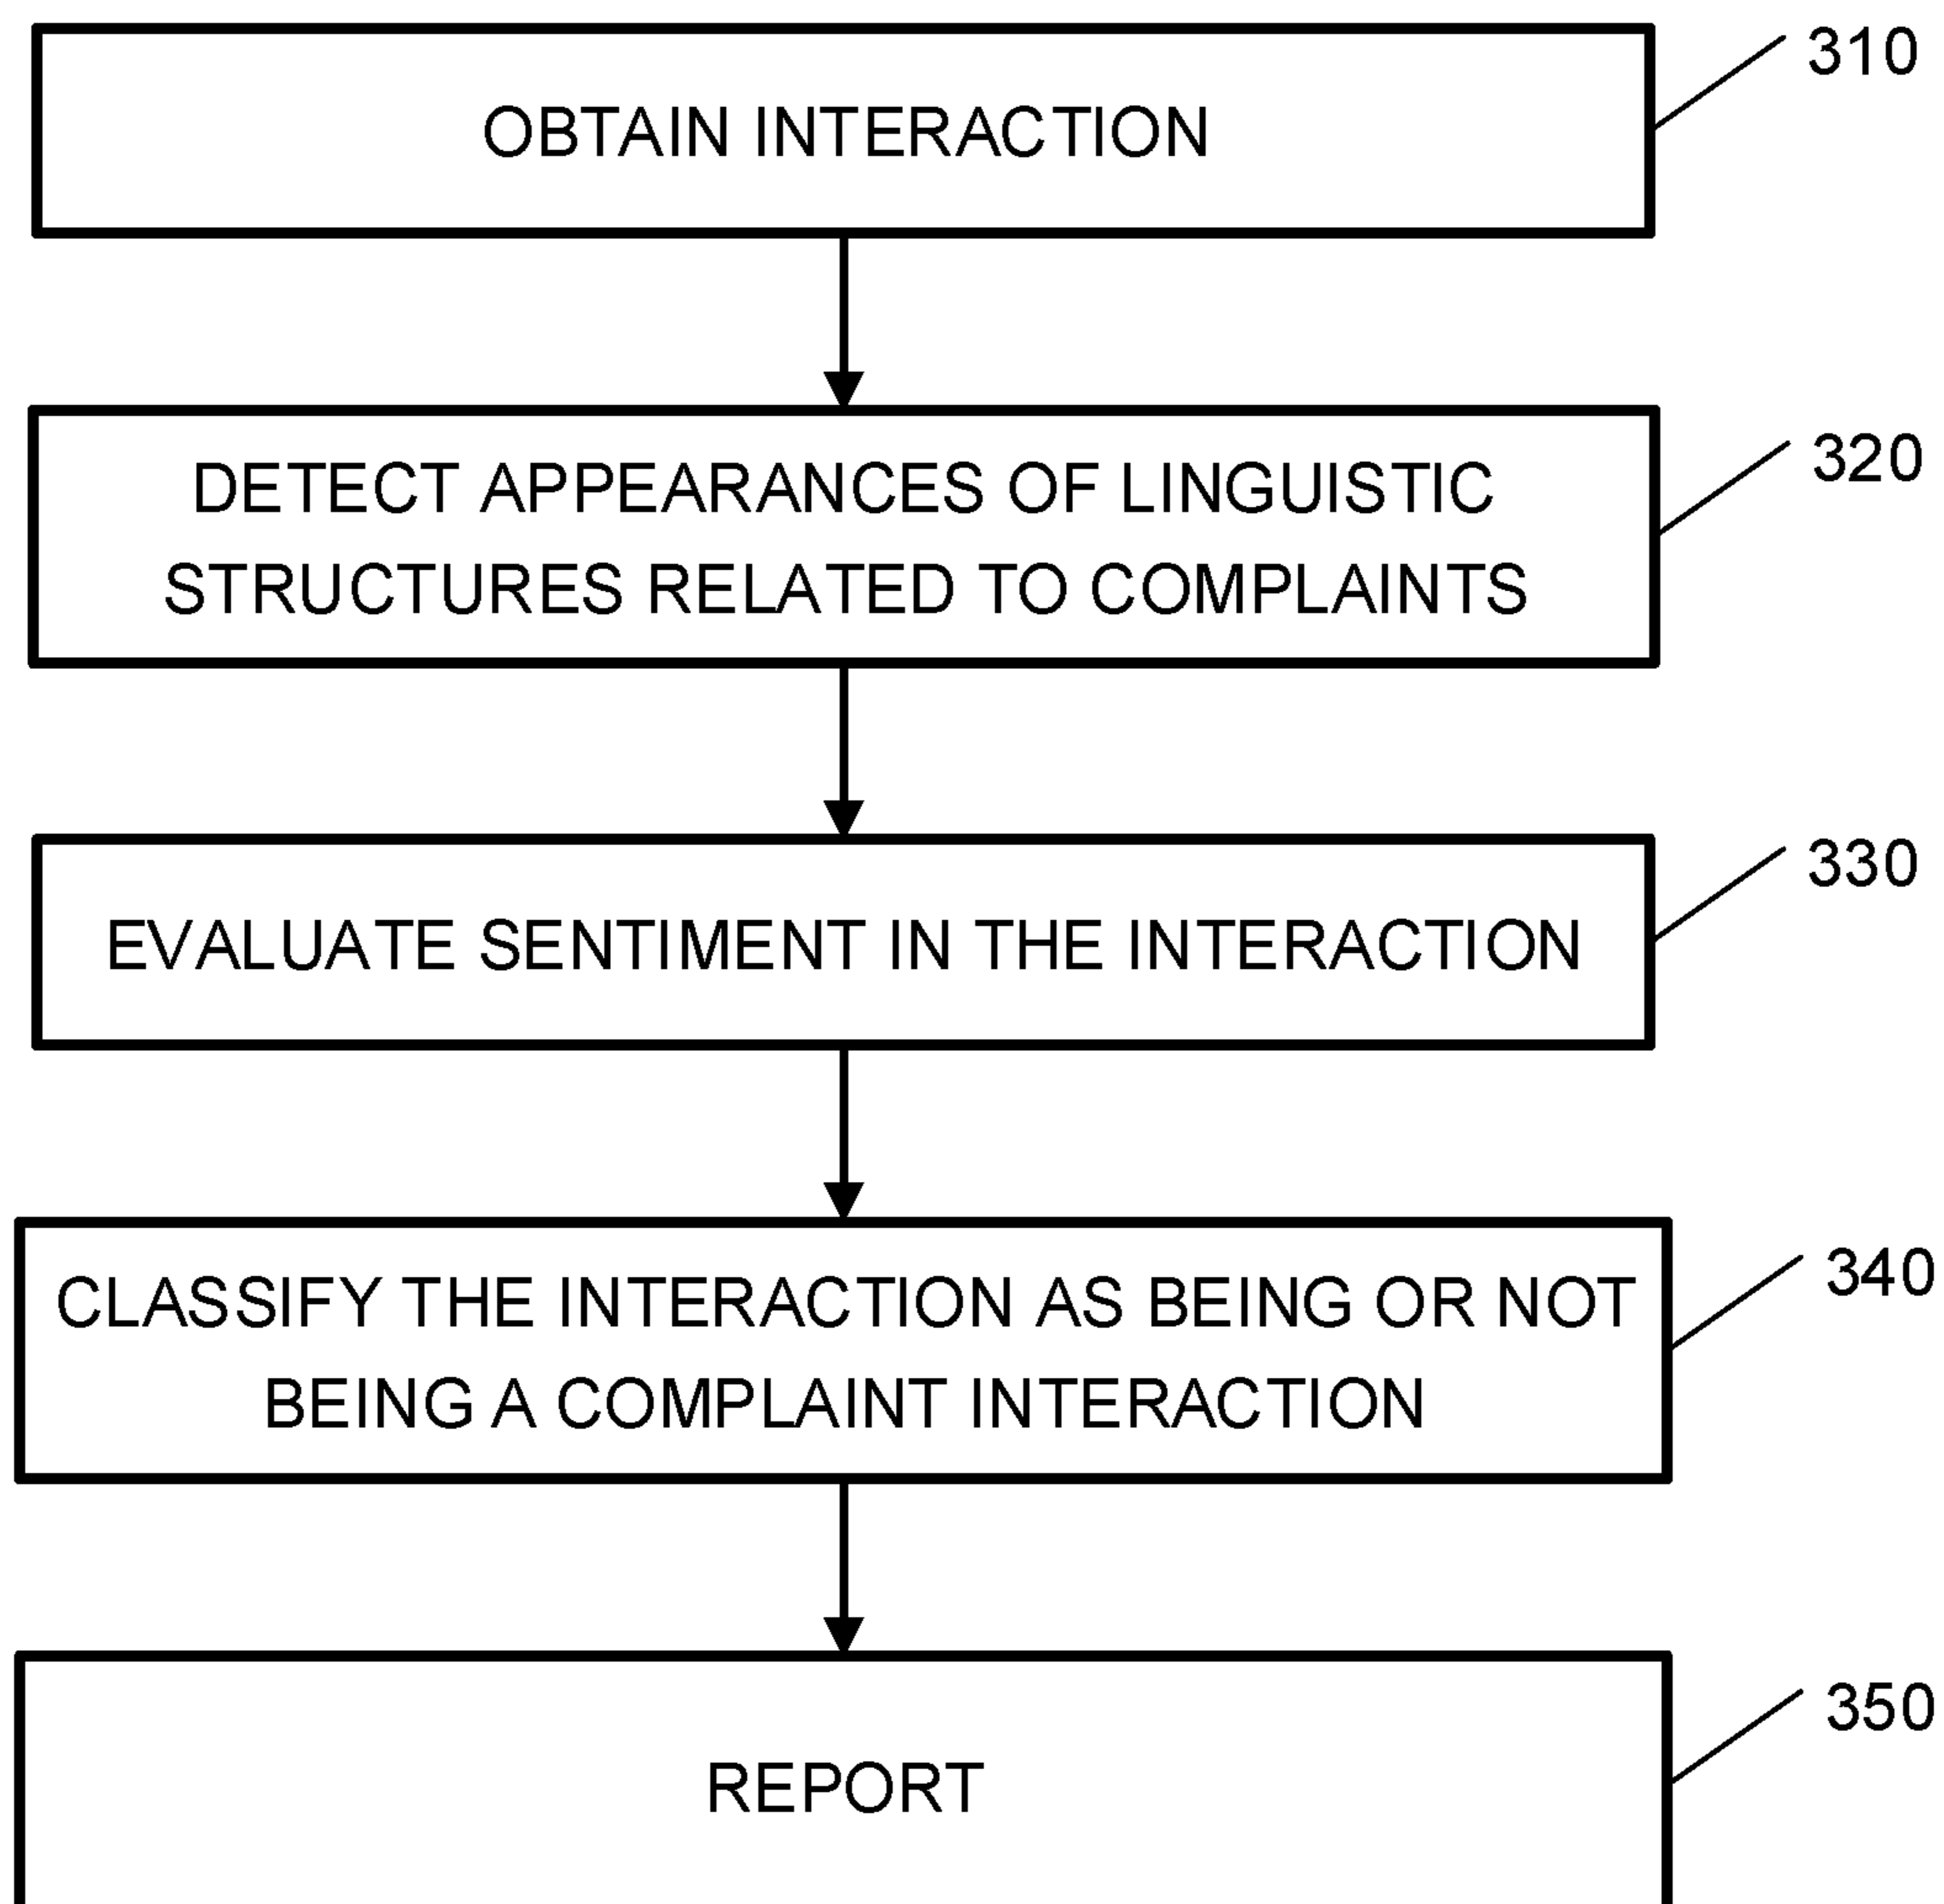 OBTAIN INTERACTION
310
DETECT APPEARANCES OF LINGUISTIC
STRUCTURES RELATED TO COMPLAINTS
320
EVALUATE SENTIMENT IN THE INTERACTION
330
CLASSIFY THE INTERACTION AS BEING OR NOT
BEING A COMPLAINT INTERACTION
340
REPORT
350